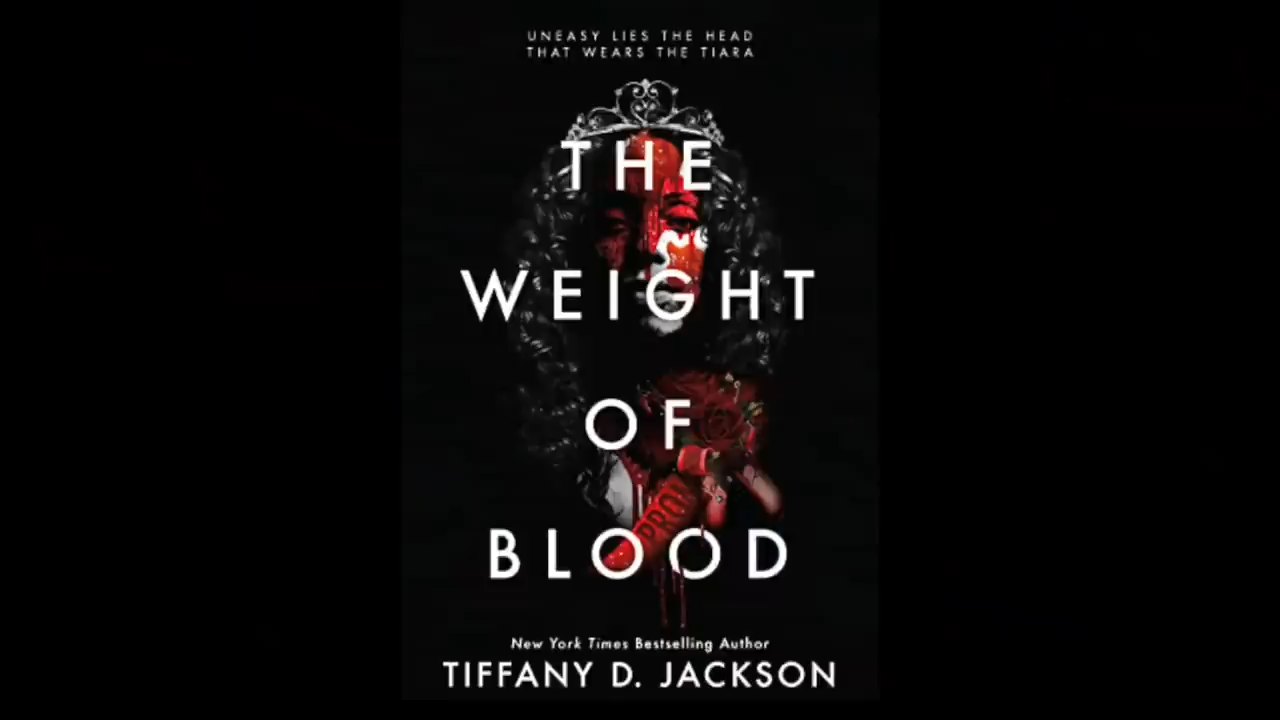 UNEASY LIES THE HEAD
THAT WEARS THE TIARA
THE
WEIGHT
OF
PROM
BLOOD
New York Times Bestselling Author
TIFFANY D. JACKSON